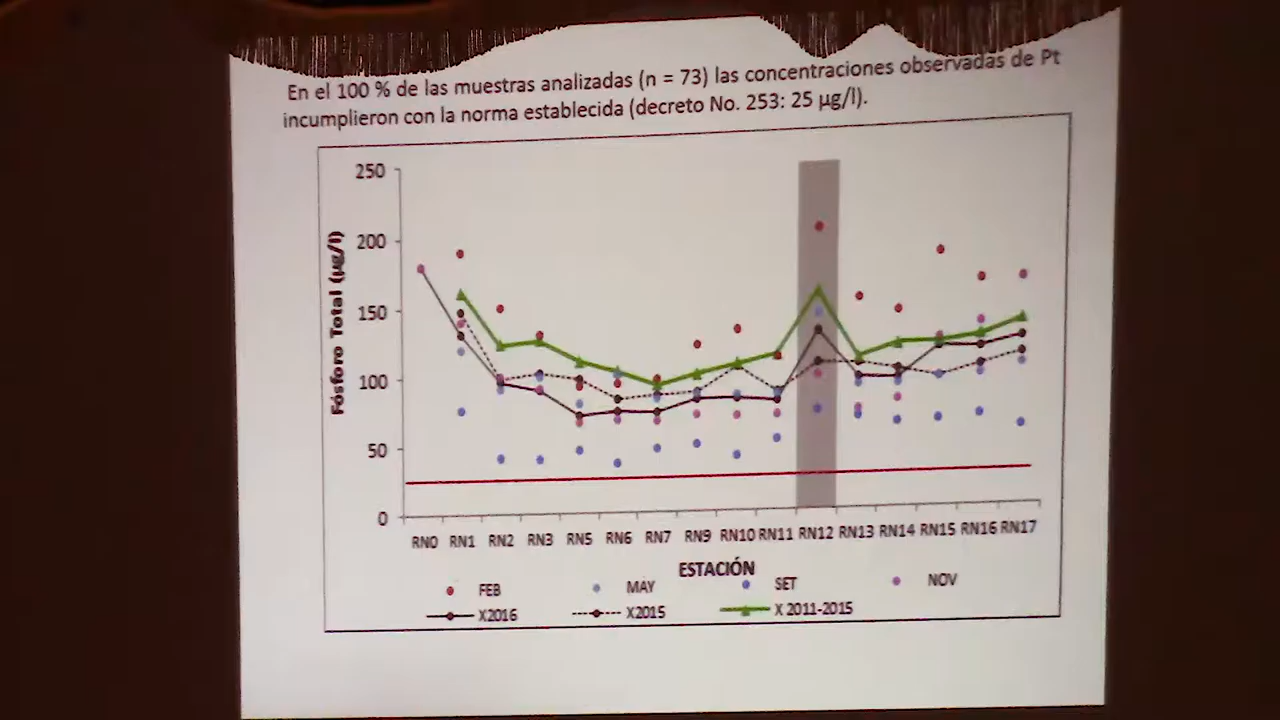 En el 100 % de las muestras analizadas (n = 73) las concentraciones observadas de Pt
incumplieron con la norma establecida (decreto No. 253: 25 µg/l).
250
200
150
100
50
0
Fósforo Total (µg/l)
RN0 RN1 RN2 RN3 RN5 RN6 RN7 RN9 RN10 RN11 RN12 RN13 RN14 RN15 RN16 RN17
ESTACIÓN
FEB MAY SET NOV
X2016 X2015 X 2011-2015